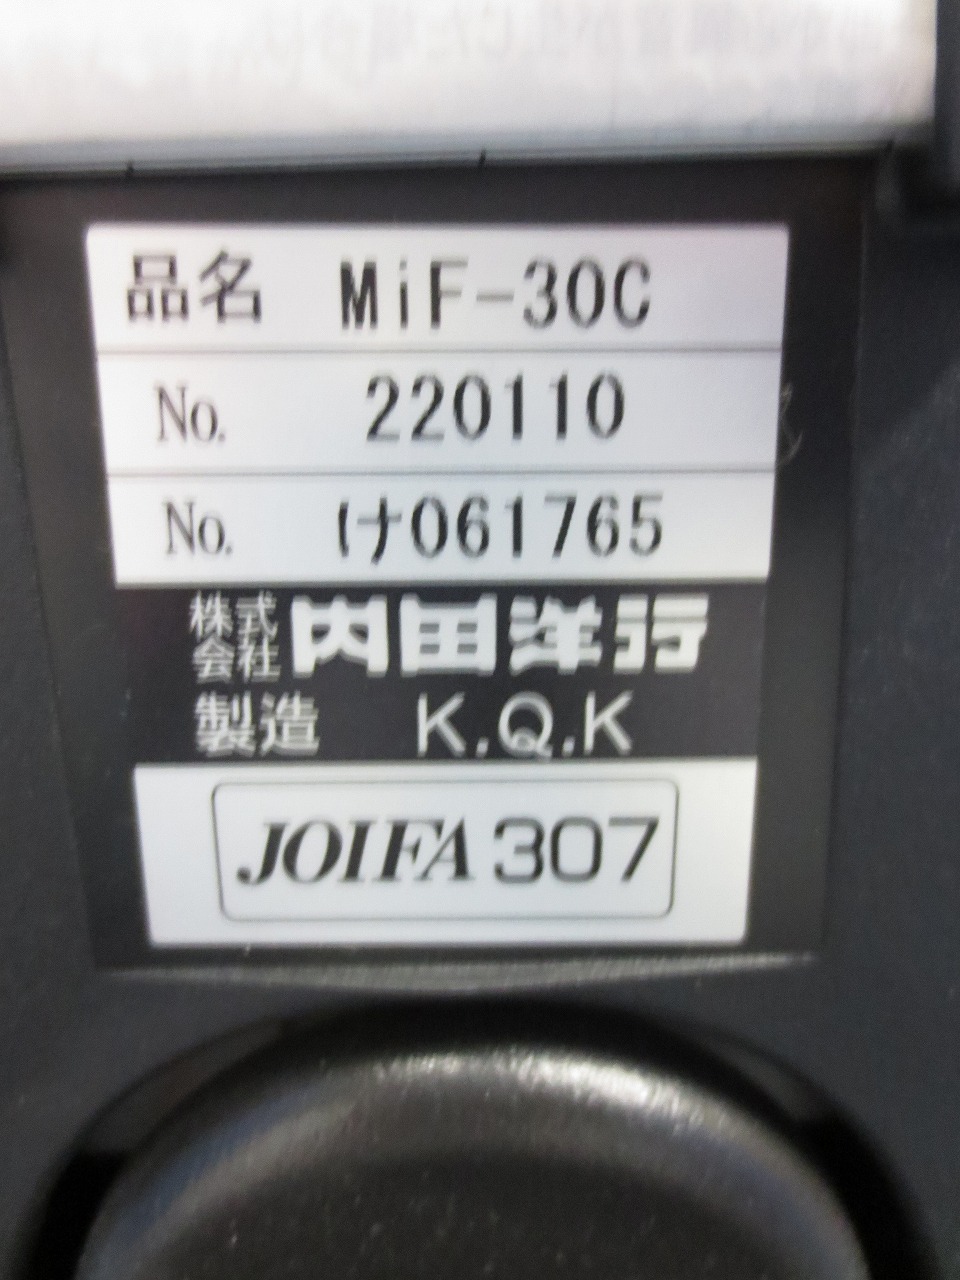 品名 MiF-30C
No. 220110
No. け061765
株式会社 内田洋行
製造 K.Q.K
JOIFA 307